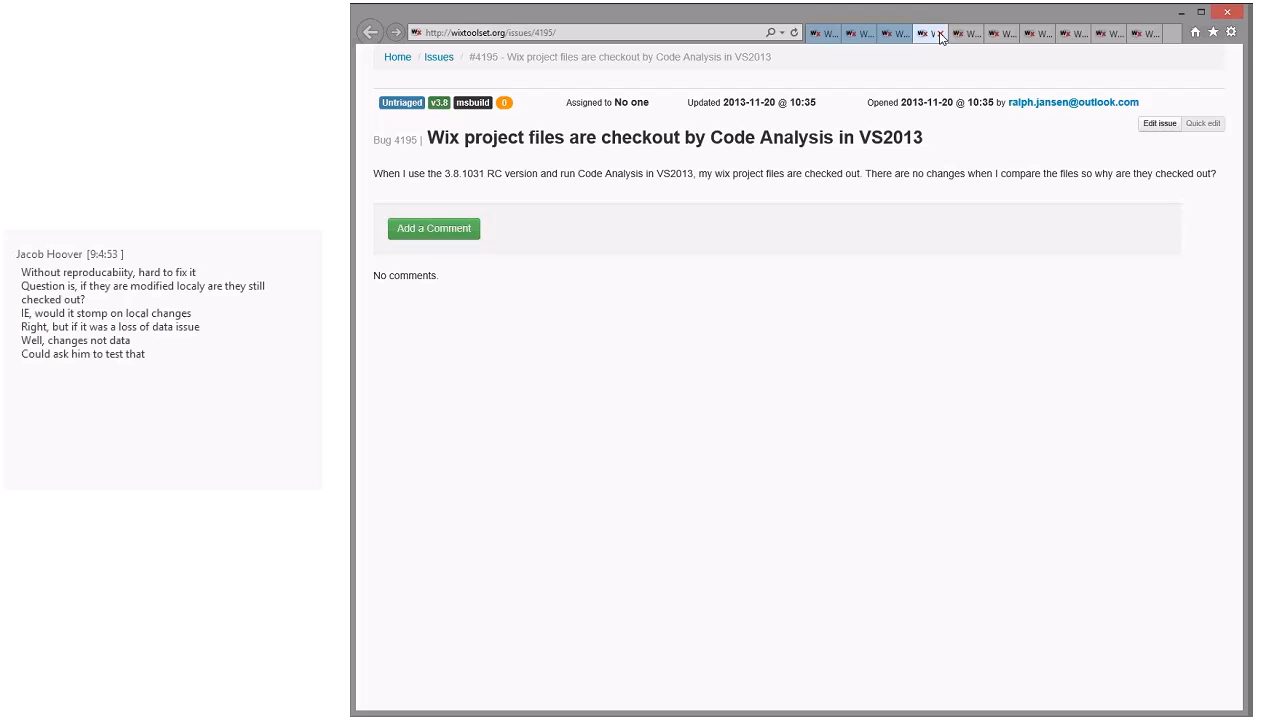 Jacob Hoover [9:4:53 ]
Without reproducabiity, hard to fix it
Question is, if they are modified localy are they still
checked out?
IE, would it stomp on local changes
Right, but if it was a loss of data issue
Well, changes not data
Could ask him to test that
http://wixtoolset.org/issues/4195/
W... W... W... W W... W... W... W... W... W...
Home / Issues / #4195 - Wix project files are checkout by Code Analysis in VS2013
Untriaged v3.8 msbuild 0 Assigned to No one Updated 2013-11-20 @ 10:35 Opened 2013-11-20 @ 10:35 by ralph.jansen@outlook.com
Edit issue Quick edit
Bug 4195 | Wix project files are checkout by Code Analysis in VS2013
When I use the 3.8.1031 RC version and run Code Analysis in VS2013, my wix project files are checked out. There are no changes when I compare the files so why are they checked out?
Add a Comment
No comments.